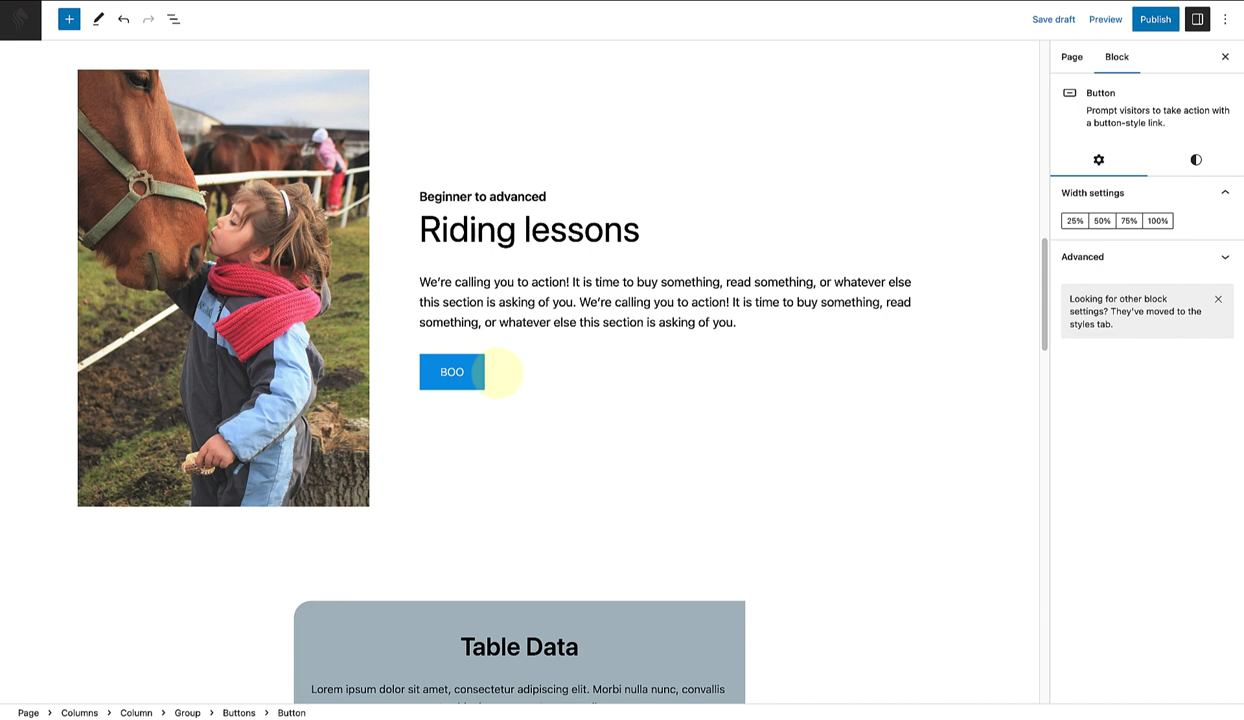 Save draft Preview Publish
Page Block
Button
Prompt visitors to take action with
a button-style link.
Width settings
25% 50% 75% 100%
Advanced
Looking for other block
settings? They've moved to the
styles tab.
Beginner to advanced
Riding lessons
We're calling you to action! It is time to buy something, read something, or whatever else
this section is asking of you. We're calling you to action! It is time to buy something, read
something, or whatever else this section is asking of you.
BOO
Table Data
Lorem ipsum dolor sit amet, consectetur adipiscing elit. Morbi nulla nunc, convallis
Page > Columns > Column > Group > Buttons > Button